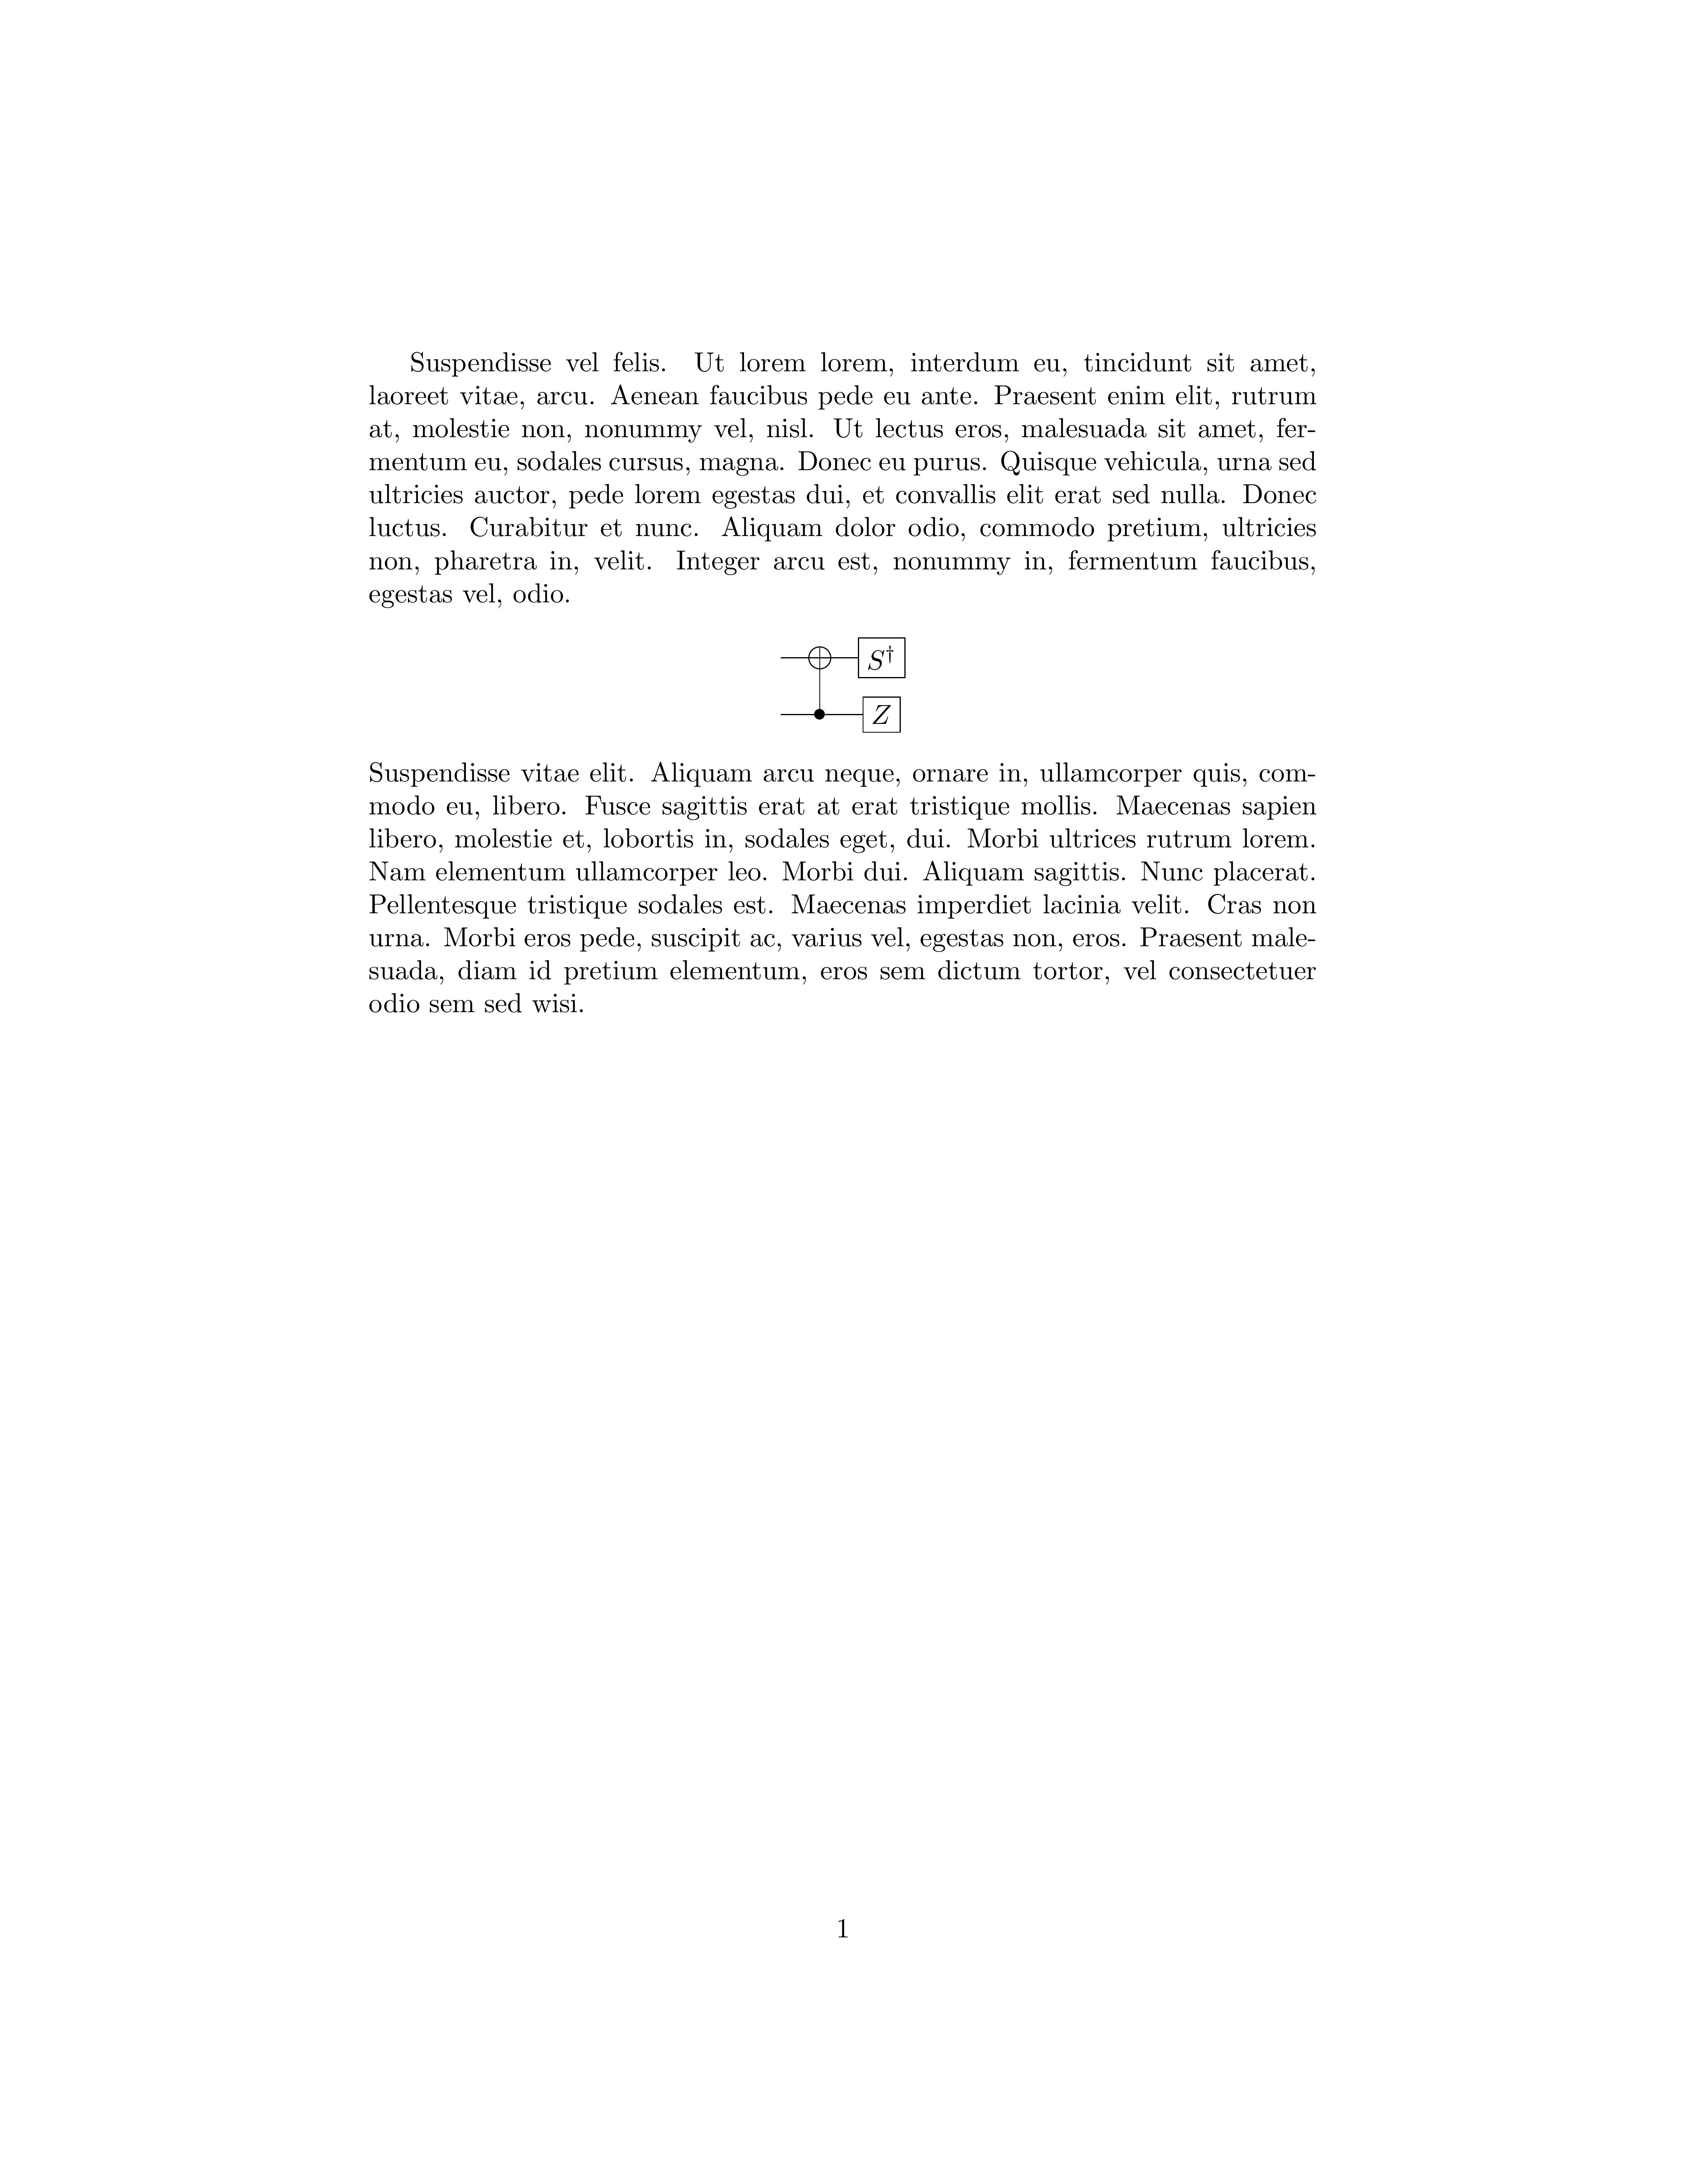 Suspendisse vel felis. Ut lorem lorem, interdum eu, tincidunt sit amet,
laoreet vitae, arcu. Aenean faucibus pede eu ante. Praesent enim elit, rutrum
at, molestie non, nonummy vel, nisl. Ut lectus eros, malesuada sit amet, fer-
mentum eu, sodales cursus, magna. Donec eu purus. Quisque vehicula, urna sed
ultricies auctor, pede lorem egestas dui, et convallis elit erat sed nulla. Donec
luctus. Curabitur et nunc. Aliquam dolor odio, commodo pretium, ultricies
non, pharetra in, velit. Integer arcu est, nonummy in, fermentum faucibus,
egestas vel, odio.
S†
Z
Suspendisse vitae elit. Aliquam arcu neque, ornare in, ullamcorper quis, com-
modo eu, libero. Fusce sagittis erat at erat tristique mollis. Maecenas sapien
libero, molestie et, lobortis in, sodales eget, dui. Morbi ultrices rutrum lorem.
Nam elementum ullamcorper leo. Morbi dui. Aliquam sagittis. Nunc placerat.
Pellentesque tristique sodales est. Maecenas imperdiet lacinia velit. Cras non
urna. Morbi eros pede, suscipit ac, varius vel, egestas non, eros. Praesent male-
suada, diam id pretium elementum, eros sem dictum tortor, vel consectetuer
odio sem sed wisi.
1